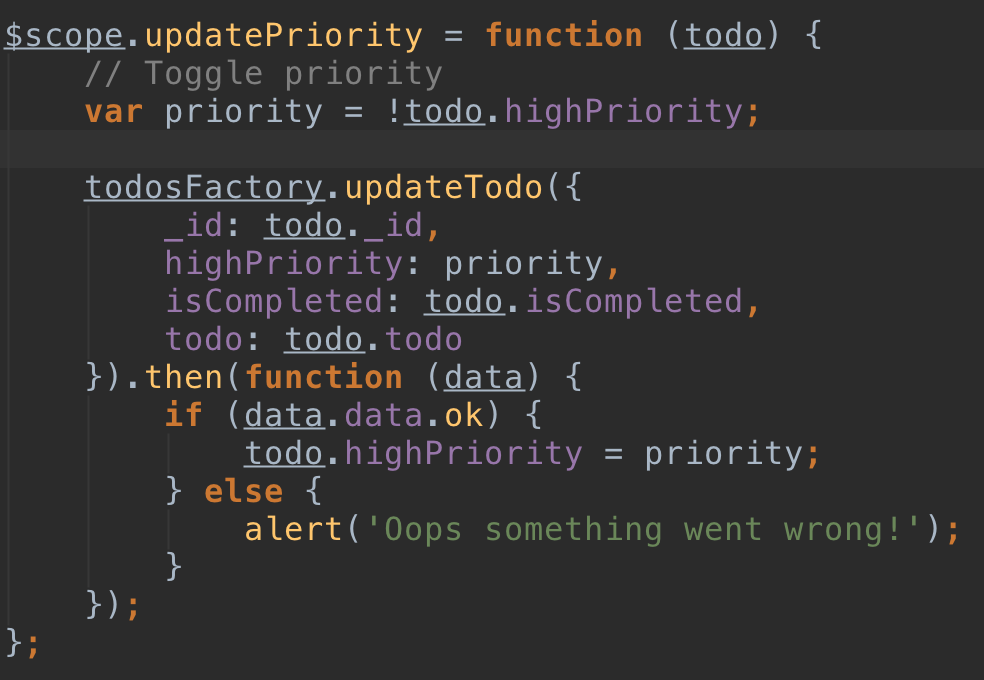 $scope.updatePriority = function (todo) {
    // Toggle priority
    var priority = !todo.highPriority;

    todosFactory.updateTodo({
        _id: todo._id,
        highPriority: priority,
        isCompleted: todo.isCompleted,
        todo: todo.todo
    }).then(function (data) {
        if (data.data.ok) {
            todo.highPriority = priority;
        } else {
            alert('Oops something went wrong!');
        }
    });
};